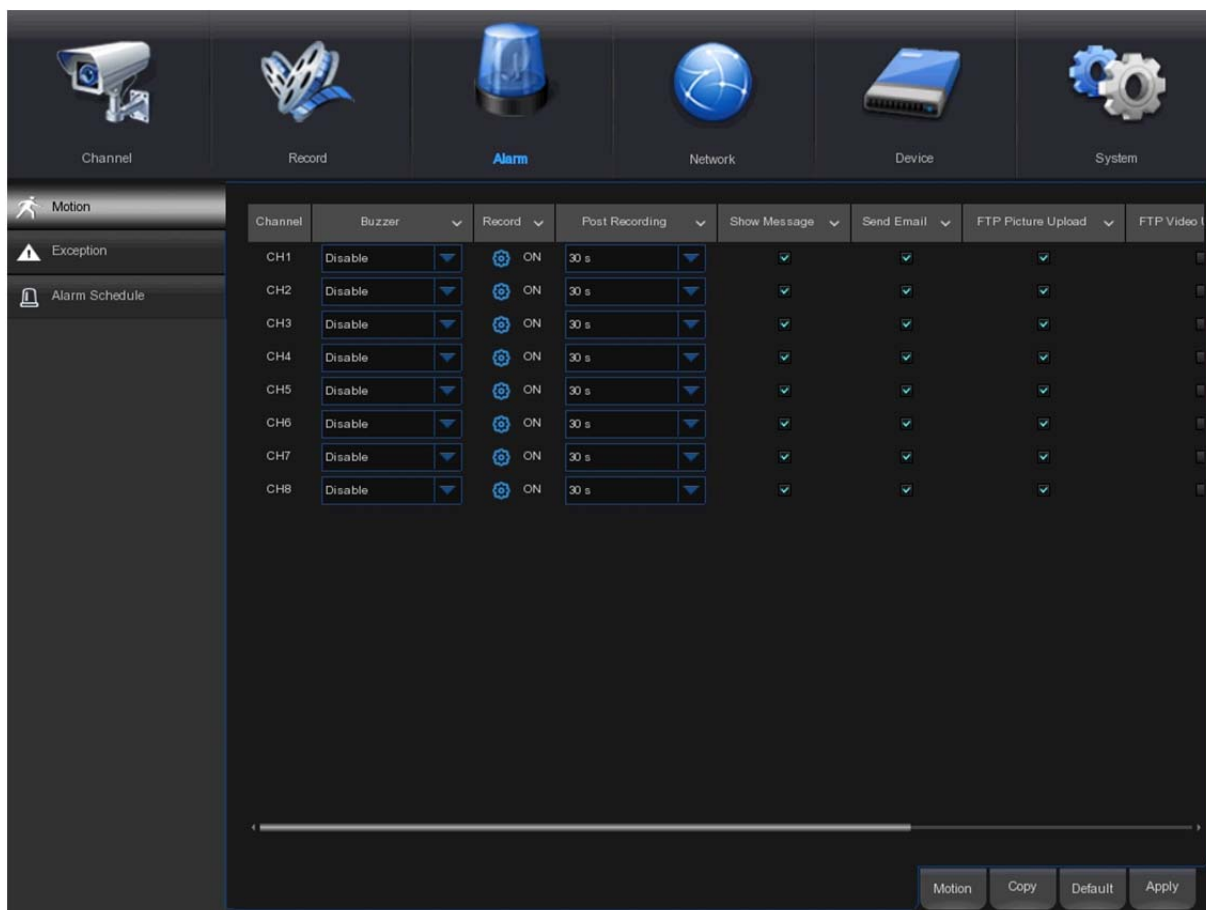 Channel Record Alarm Network Device System
Motion
Exception
Alarm Schedule
Channel Buzzer Record Post Recording Show Message Send Email FTP Picture Upload FTP Video
CH1 Disable ON 30 s
CH2 Disable ON 30 s
CH3 Disable ON 30 s
CH4 Disable ON 30 s
CH5 Disable ON 30 s
CH6 Disable ON 30 s
CH7 Disable ON 30 s
CH8 Disable ON 30 s
Motion Copy Default Apply